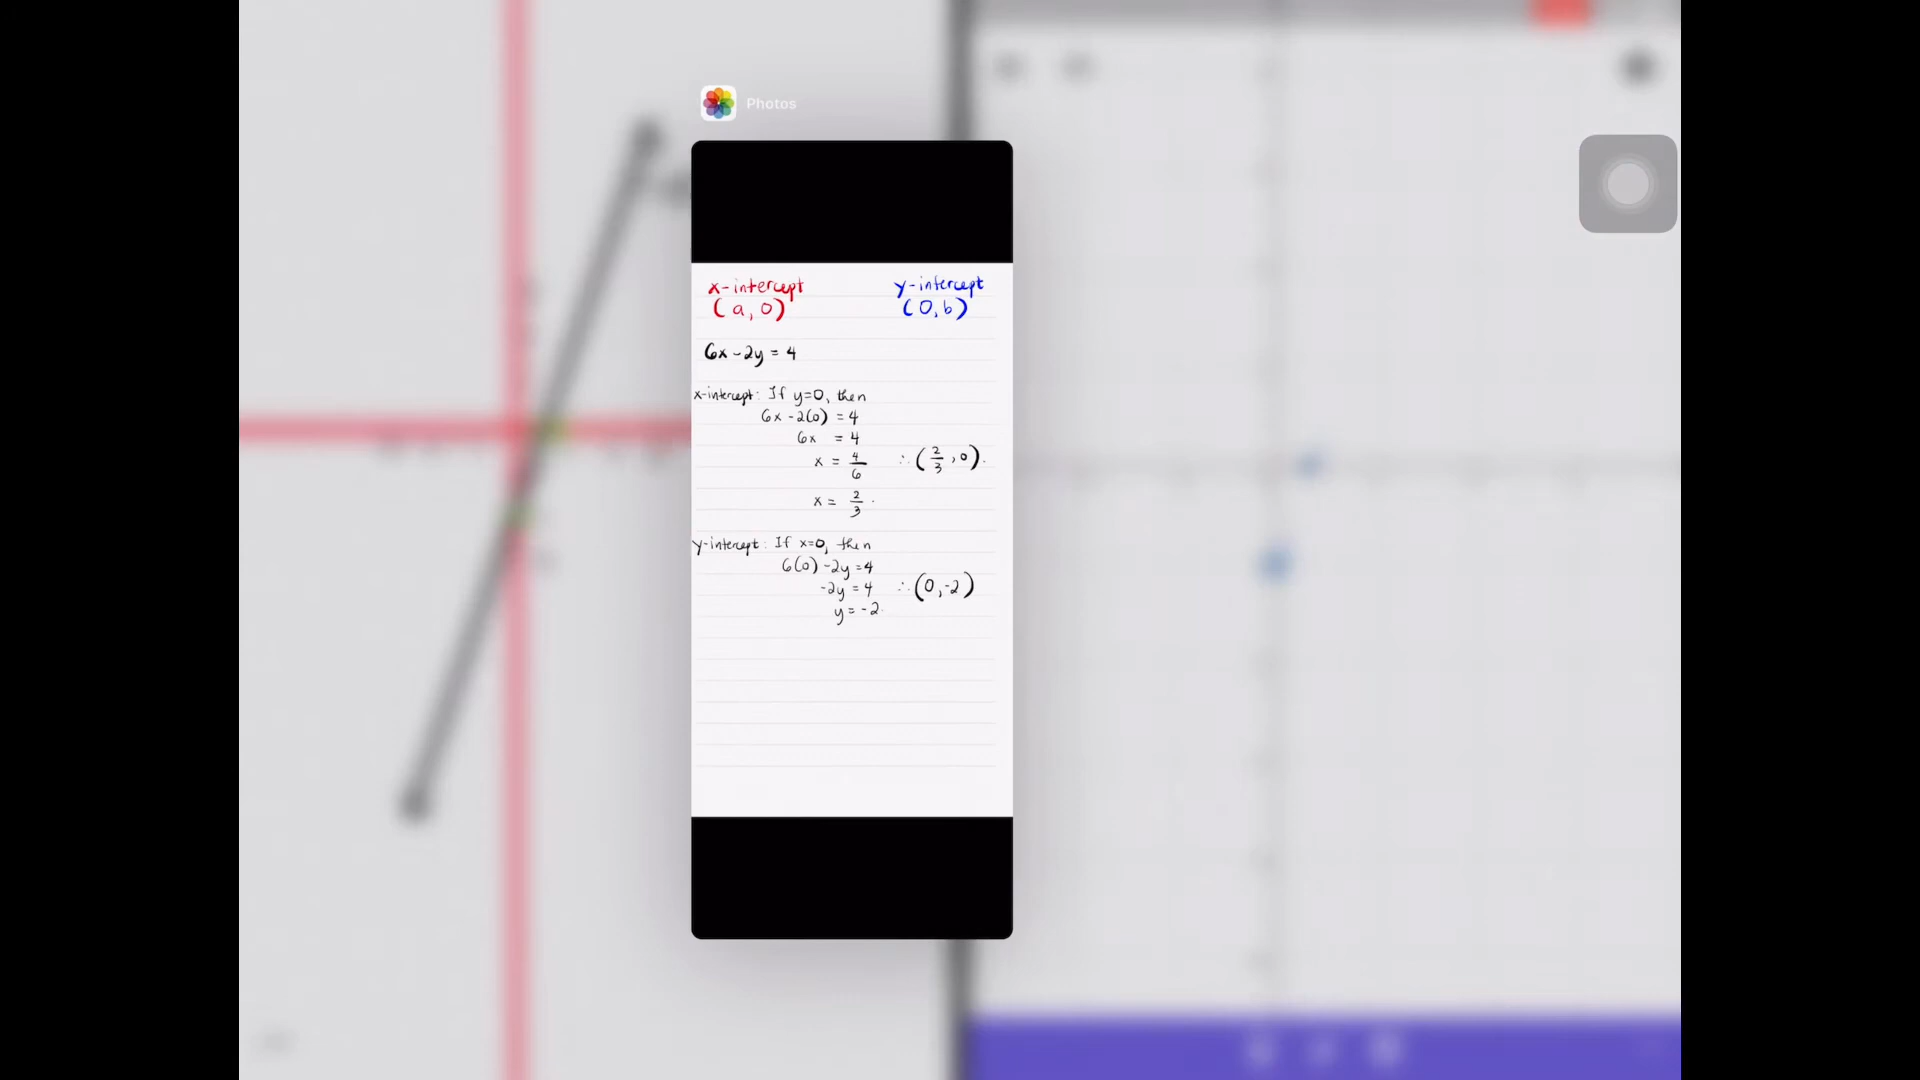 Photos
x-intercept y-intercept
(a, 0) (0, b)
6x - 2y = 4
x-intercept: If y=0, then
6x - 2(0) = 4
6x = 4
x = 4/6 ∴ (2/3, 0).
x = 2/3.
y-intercept: If x=0, then
6(0) - 2y = 4
-2y = 4 ∴ (0, -2)
y = -2.